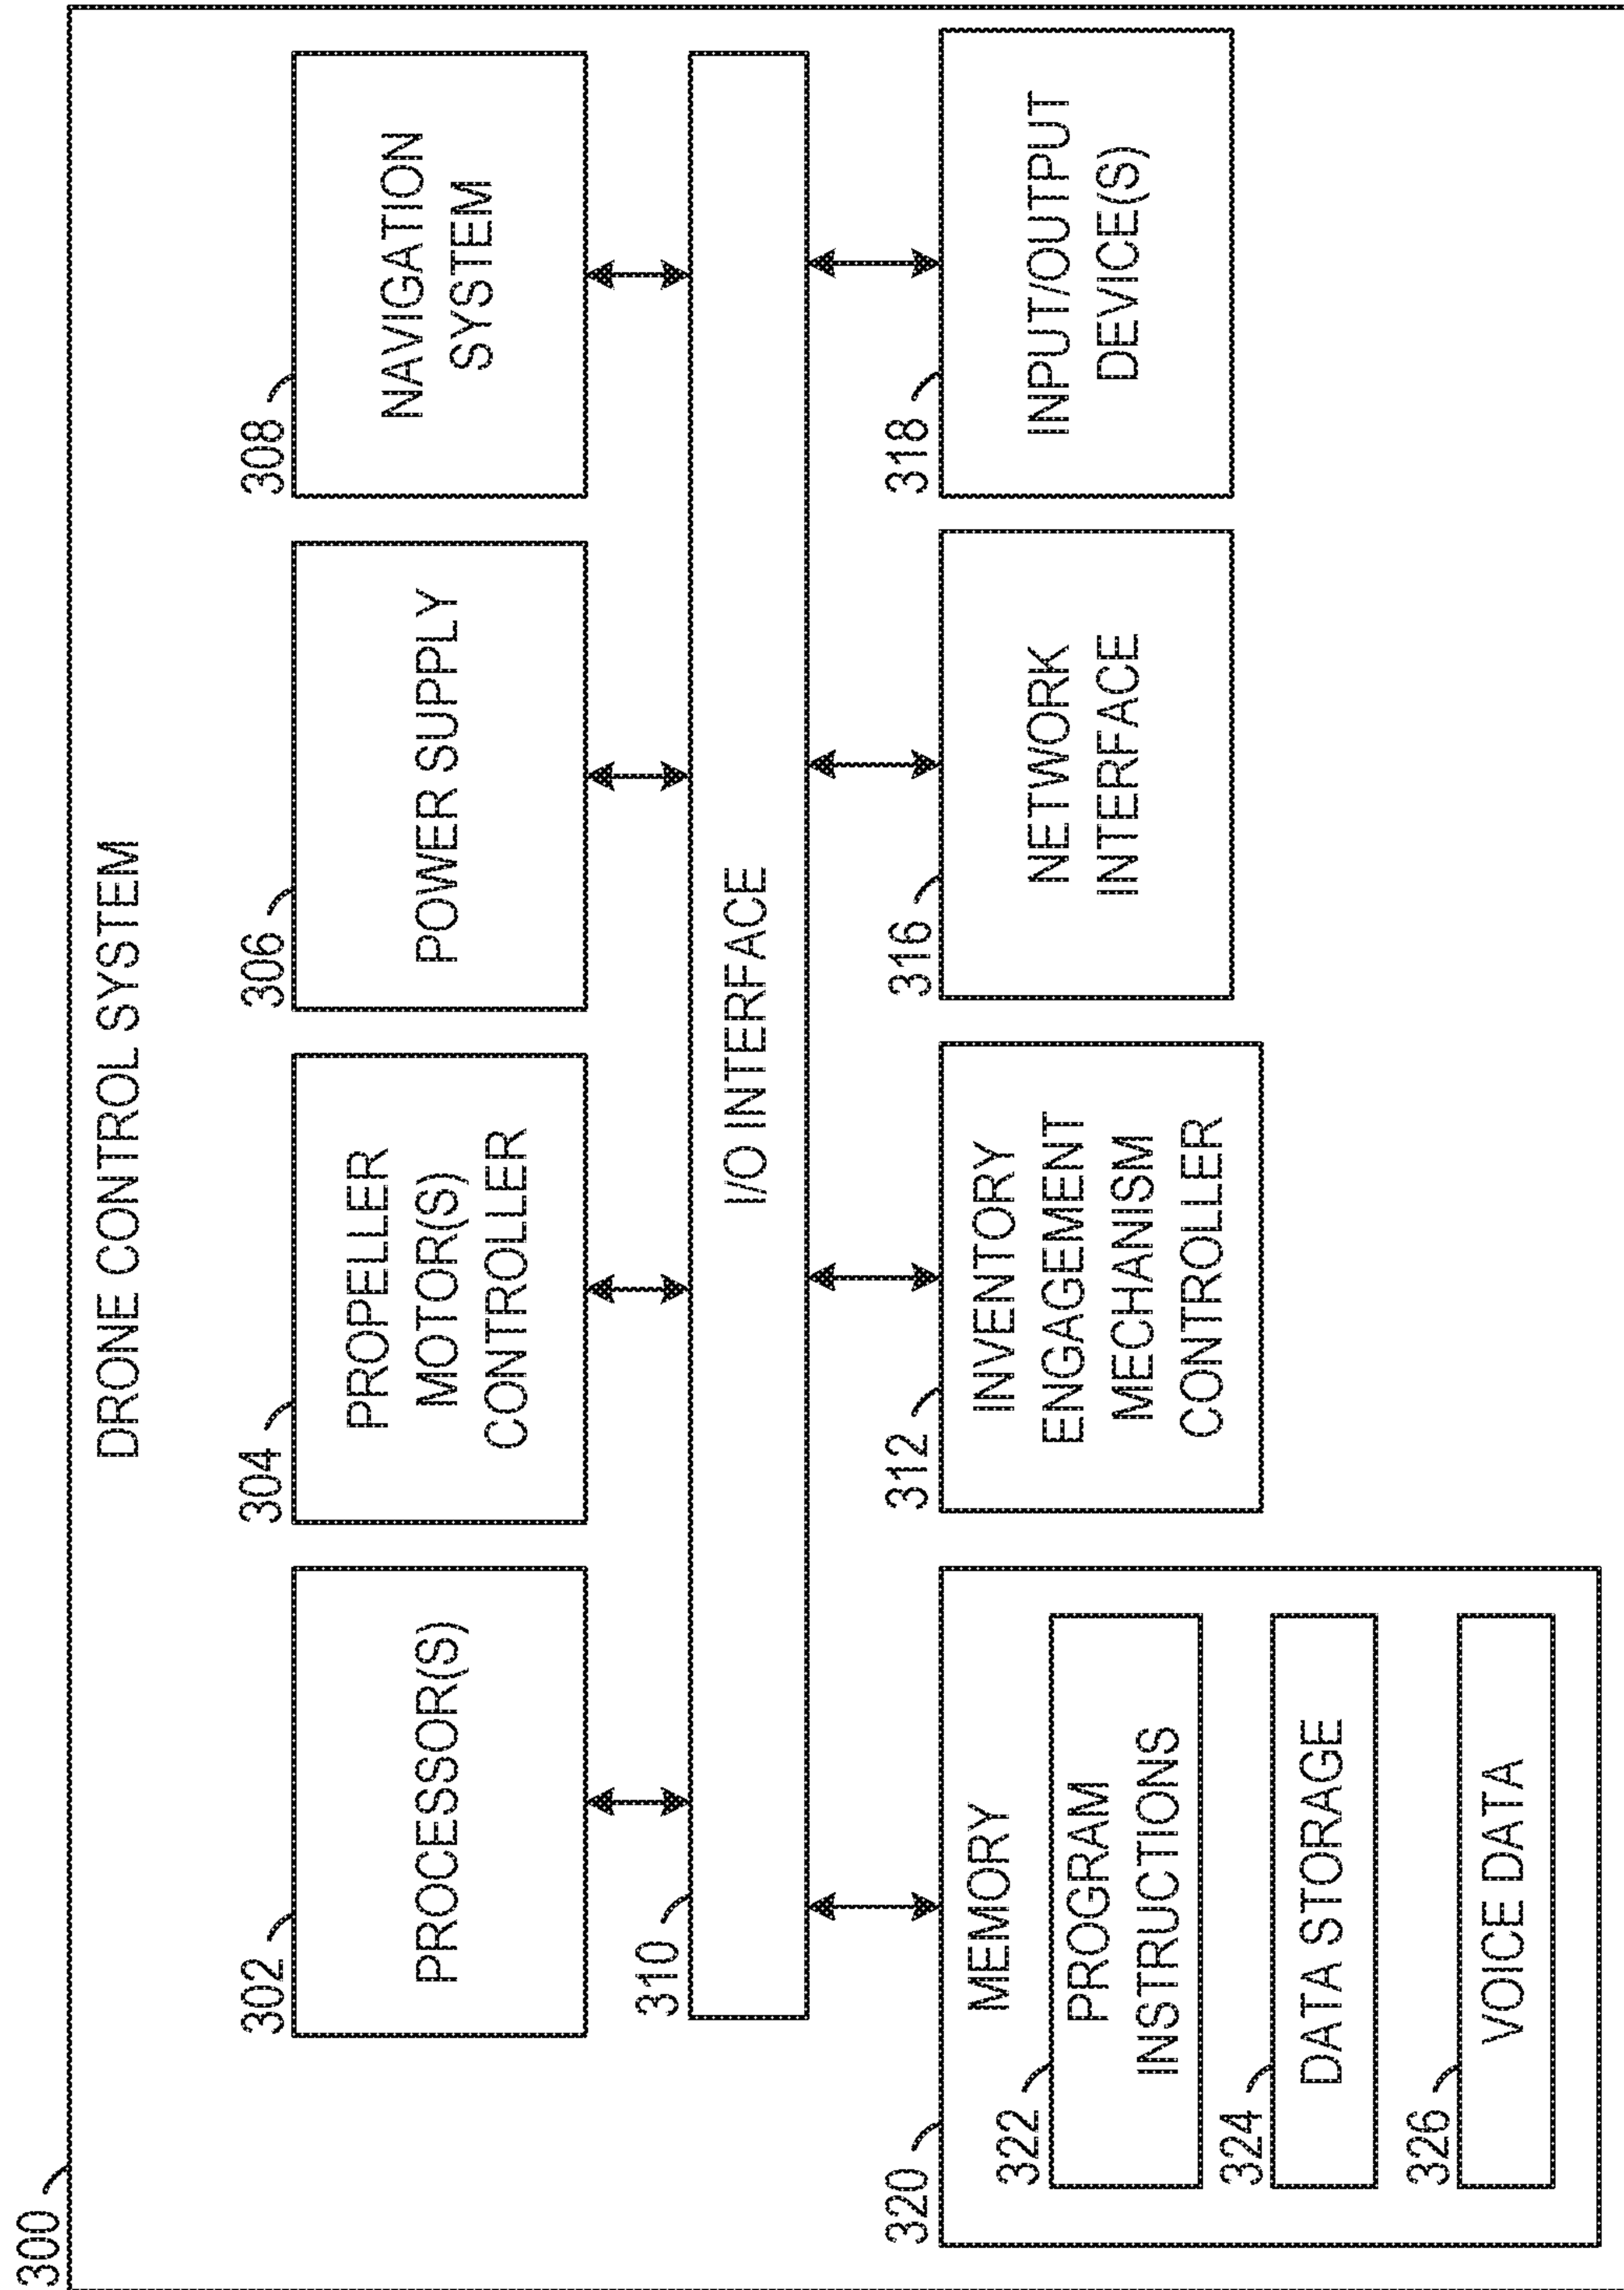 300
DRONE CONTROL SYSTEM
302
PROCESSOR(S)
304
PROPELLER
MOTOR(S)
CONTROLLER
306
POWER SUPPLY
308
NAVIGATION
SYSTEM
310
I/O INTERFACE
320
MEMORY
322
PROGRAM
INSTRUCTIONS
324
DATA STORAGE
326
VOICE DATA
312
INVENTORY
ENGAGEMENT
MECHANISM
CONTROLLER
316
NETWORK
INTERFACE
318
INPUT/OUTPUT
DEVICE(S)